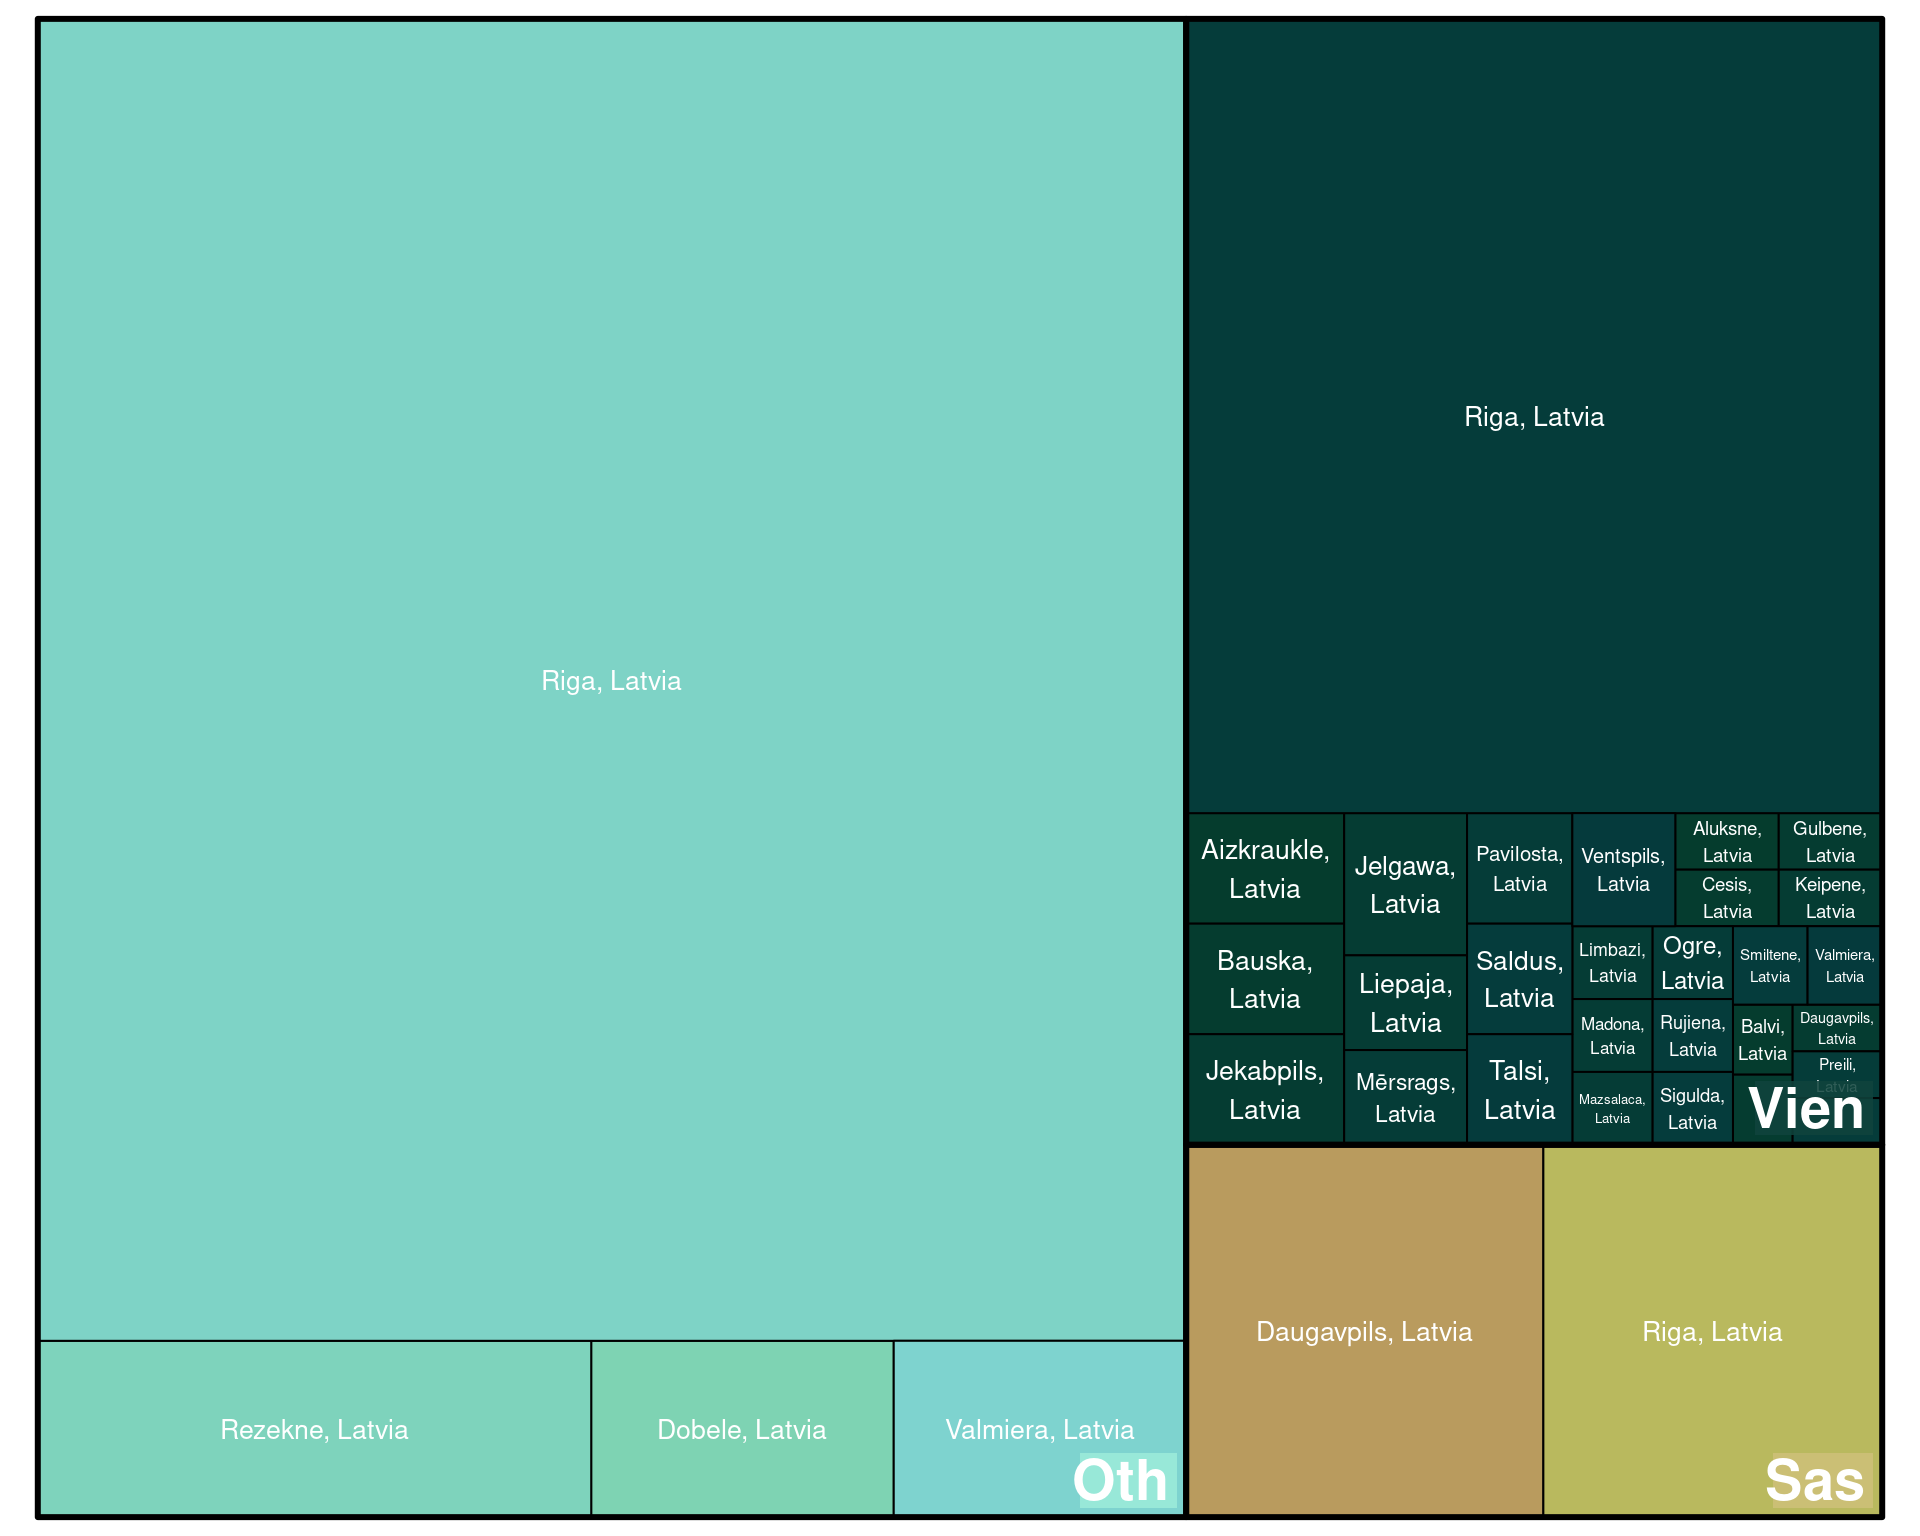 Riga, Latvia
Rezekne, Latvia
Dobele, Latvia
Valmiera, Latvia
Oth
Riga, Latvia
Aizkraukle,
Latvia
Bauska,
Latvia
Jekabpils,
Latvia
Jelgawa,
Latvia
Liepaja,
Latvia
Mērsrags,
Latvia
Pavilosta,
Latvia
Saldus,
Latvia
Talsi,
Latvia
Ventspils,
Latvia
Aluksne,
Latvia
Gulbene,
Latvia
Cesis,
Latvia
Keipene,
Latvia
Limbazi,
Latvia
Madona,
Latvia
Mazsalaca,
Latvia
Ogre,
Latvia
Rujiena,
Latvia
Sigulda,
Latvia
Smiltene,
Latvia
Valmiera,
Latvia
Balvi,
Latvia
Daugavpils,
Latvia
Preili,
Latvia
Vien
Daugavpils, Latvia
Riga, Latvia
Sas